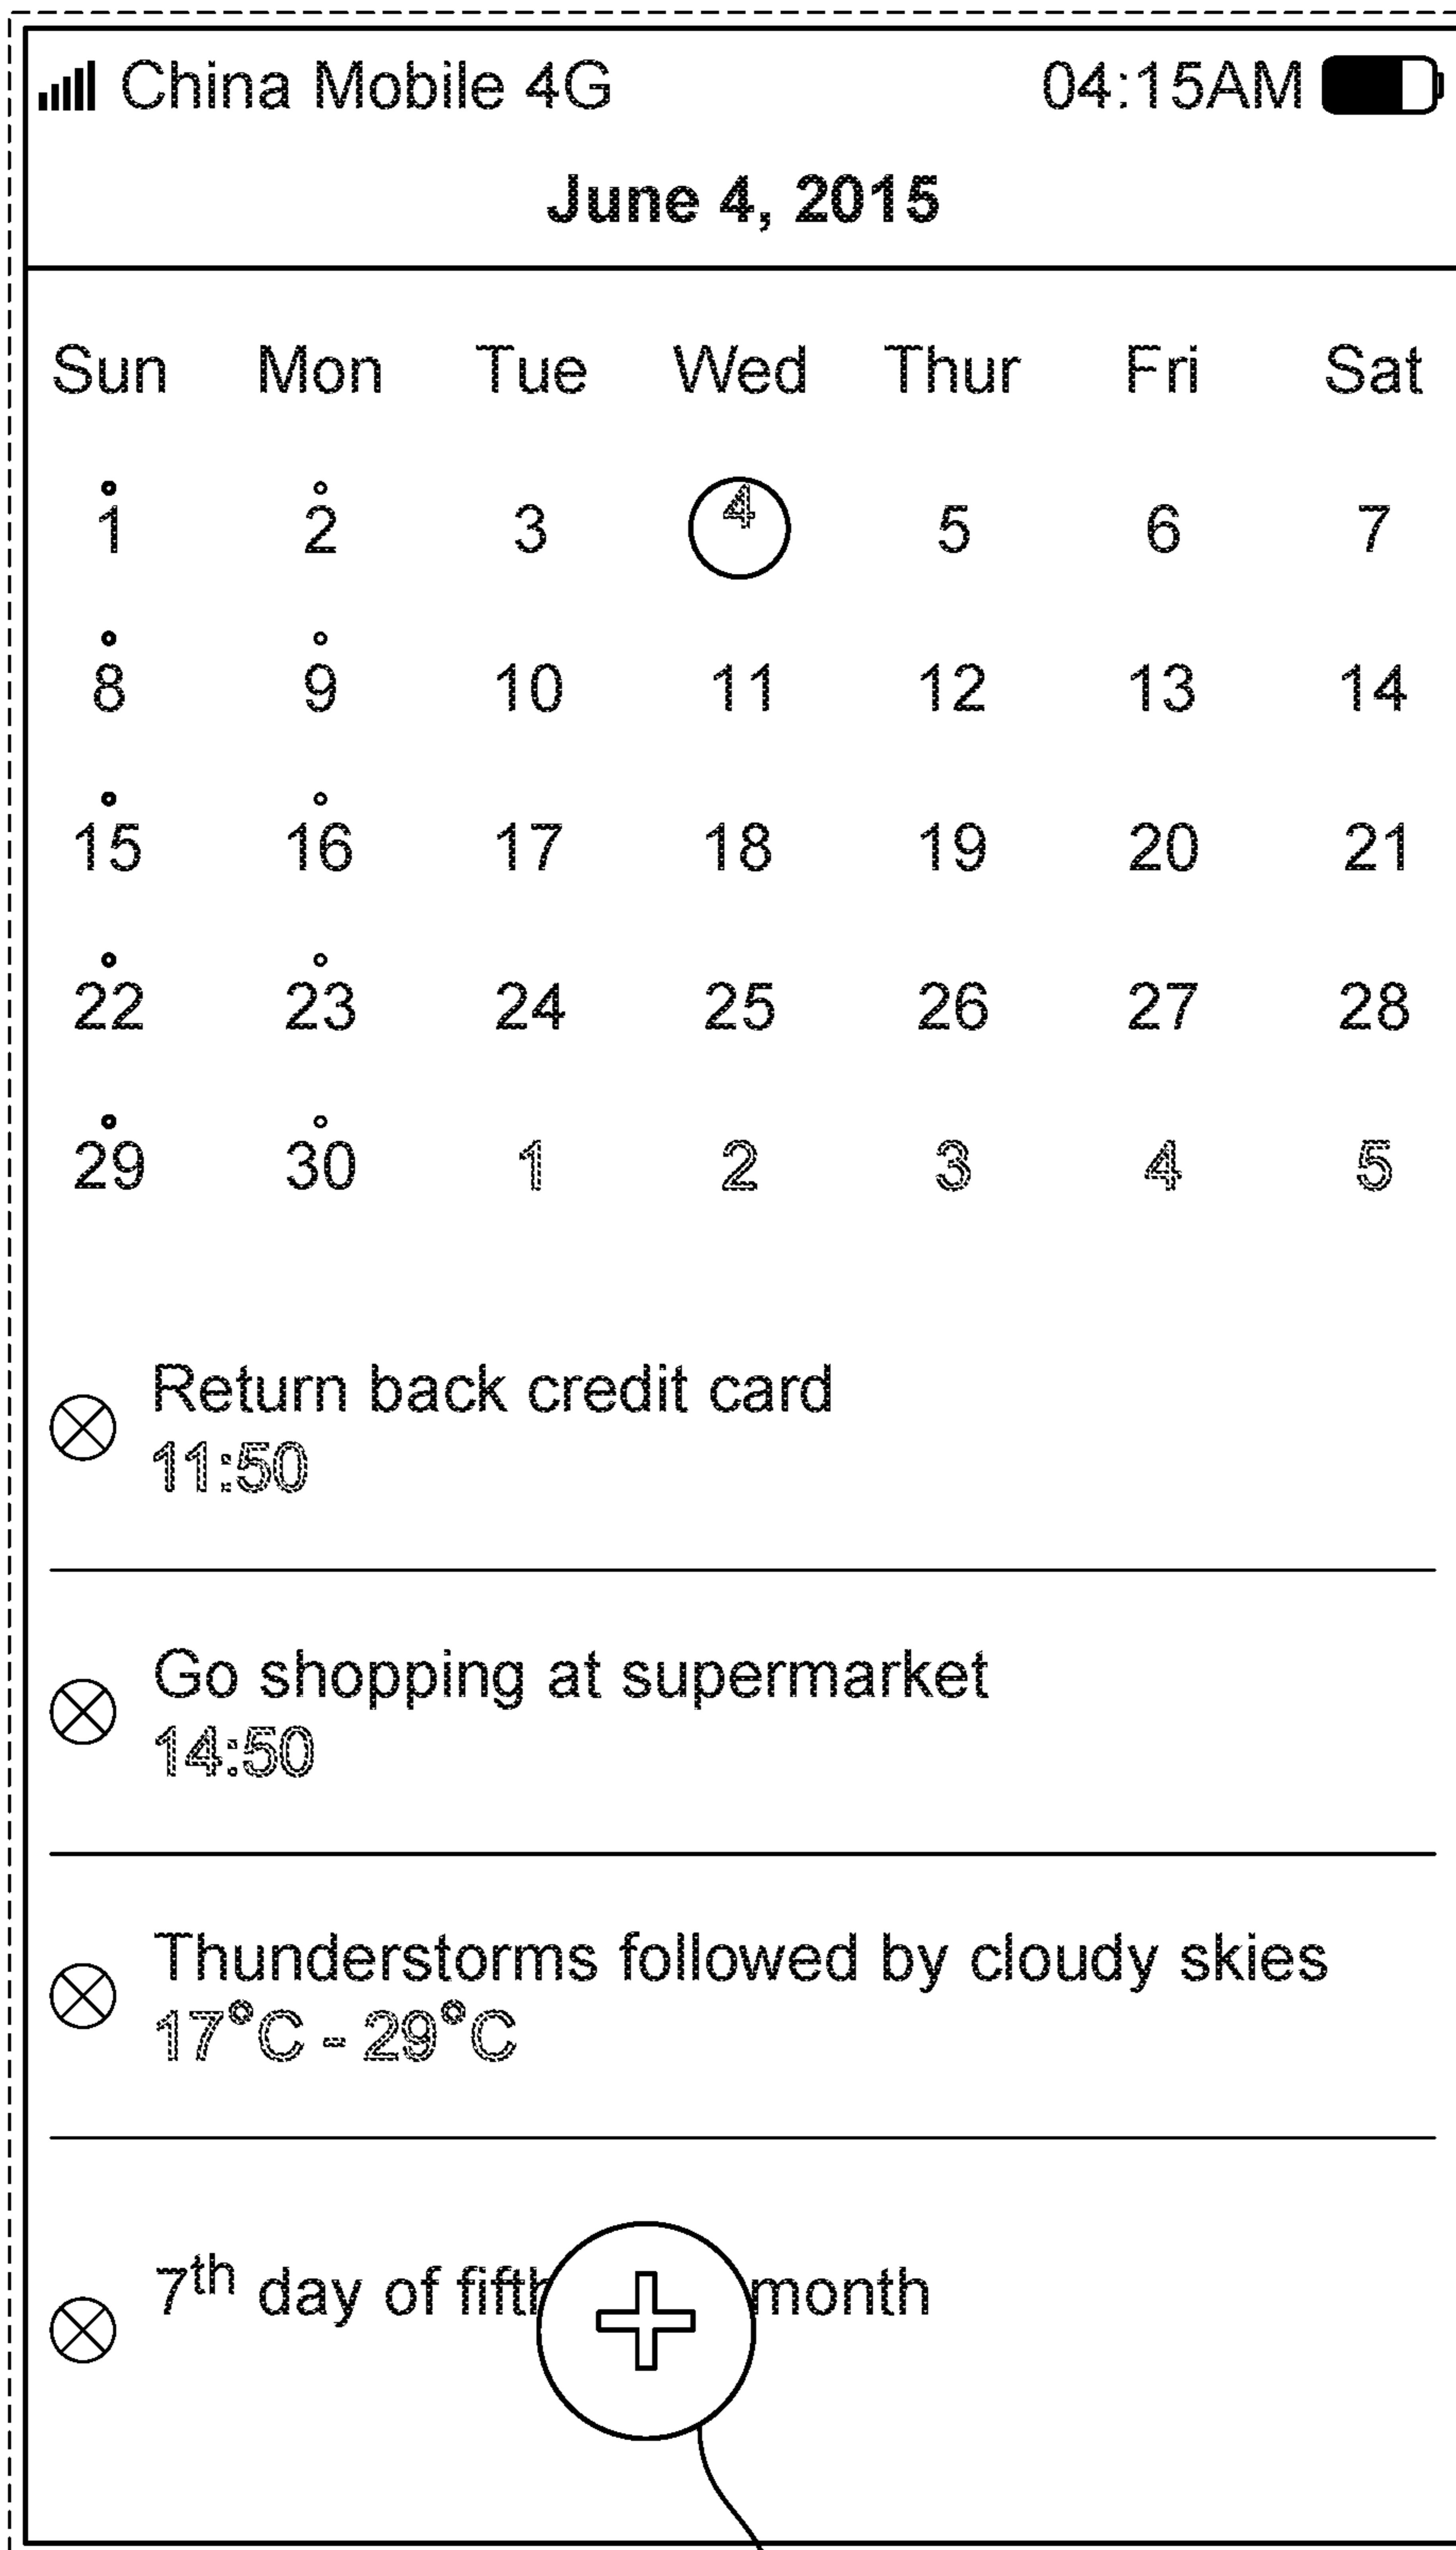 China Mobile 4G 04:15AM
June 4, 2015
Sun Mon Tue Wed Thur Fri Sat
1 2 3 4 5 6 7
8 9 10 11 12 13 14
15 16 17 18 19 20 21
22 23 24 25 26 27 28
29 30 1 2 3 4 5
Return back credit card
11:50
Go shopping at supermarket
14:50
Thunderstorms followed by cloudy skies
17°C - 29°C
7th day of fifth month